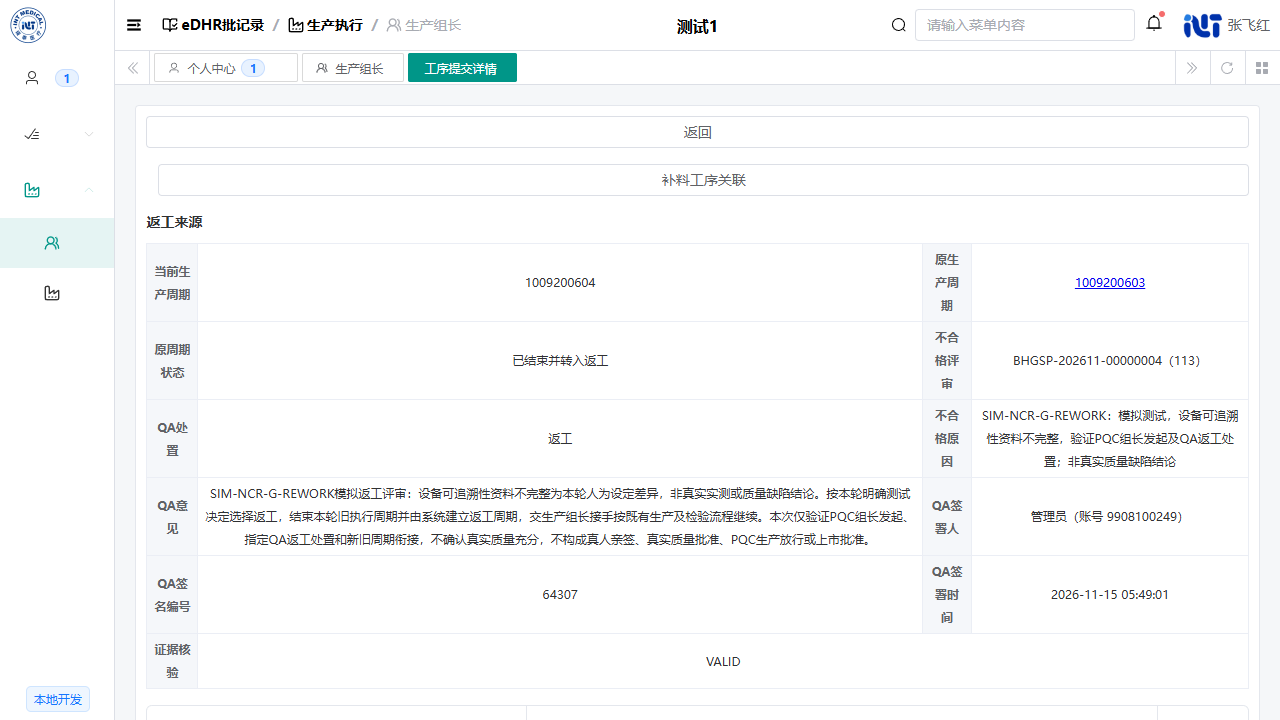 INT MEDICAL
eDHR批记录 / 生产执行 / 生产组长
测试1
请输入菜单内容
iNT 张飞红
1
个人中心 1
生产组长
工序提交详情
返回
补料工序关联
返工来源
当前生产周期
1009200604
原生产周期
1009200603
原周期状态
已结束并转入返工
不合格评审
BHGSP-202611-00000004（113）
QA处置
返工
不合格原因
SIM-NCR-G-REWORK：模拟测试，设备可追溯
性资料不完整，验证PQC组长发起及QA返工处
置；非真实质量缺陷结论
QA意见
SIM-NCR-G-REWORK模拟返工评审：设备可追溯性资料不完整为本轮人为设定差异，非真实实测或质量缺陷结论。按本轮明确测试
决定选择返工，结束本轮旧执行周期并由系统建立返工周期，交生产组长接手按既有生产及检验流程继续。本次仅验证PQC组长发起、
指定QA返工处置和新旧周期衔接，不确认真实质量充分，不构成真人亲签、真实质量批准、PQC生产放行或上市批准。
QA签署人
管理员（账号 9908100249）
QA签名编号
64307
QA签署时间
2026-11-15 05:49:01
证据核验
VALID
本地开发